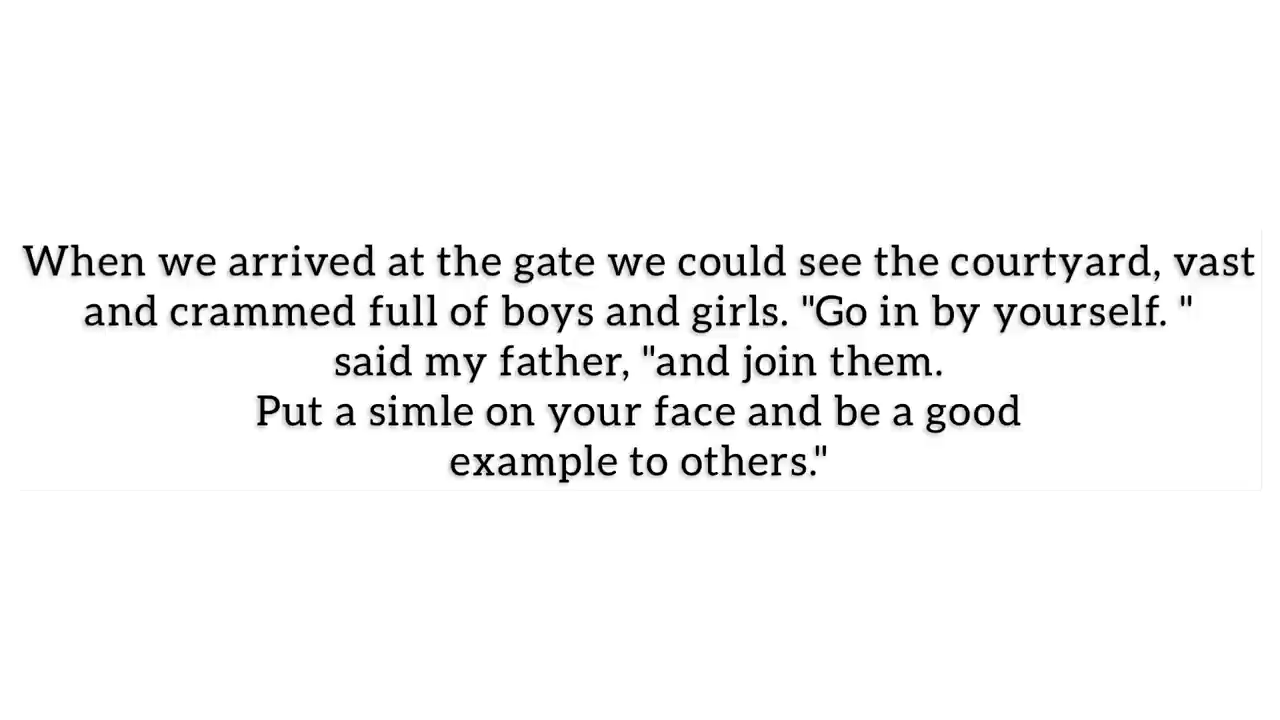 When we arrived at the gate we could see the courtyard, vast
and crammed full of boys and girls. "Go in by yourself. "
said my father, "and join them.
Put a simle on your face and be a good
example to others."